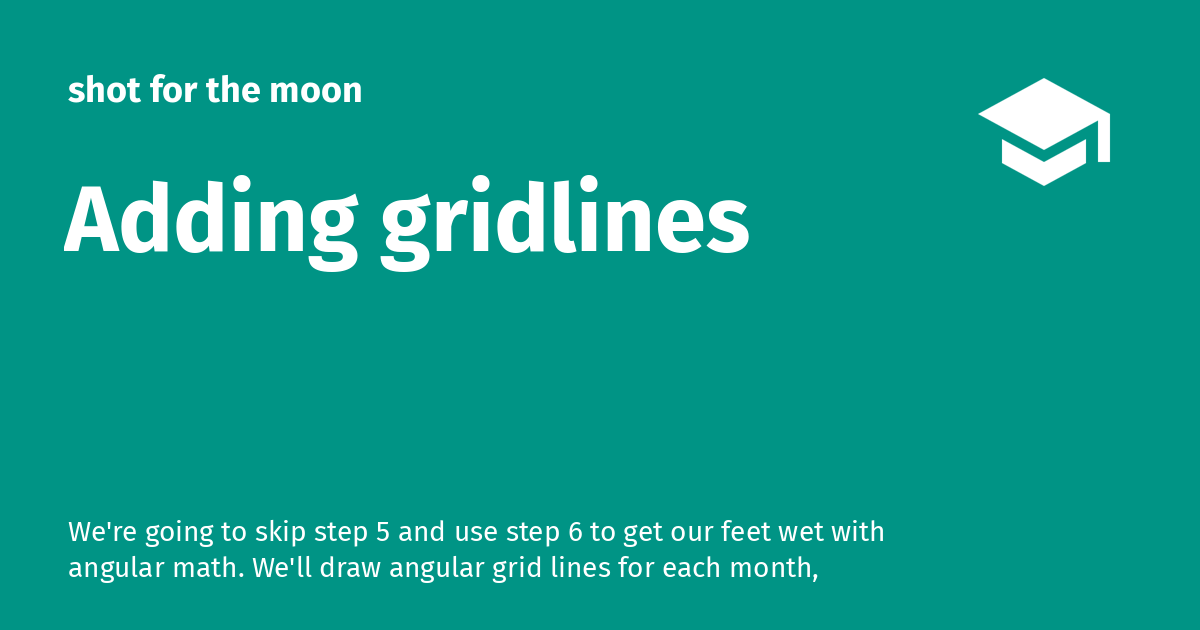 shot for the moon
Adding gridlines
We're going to skip step 5 and use step 6 to get our feet wet with
angular math. We'll draw angular grid lines for each month,